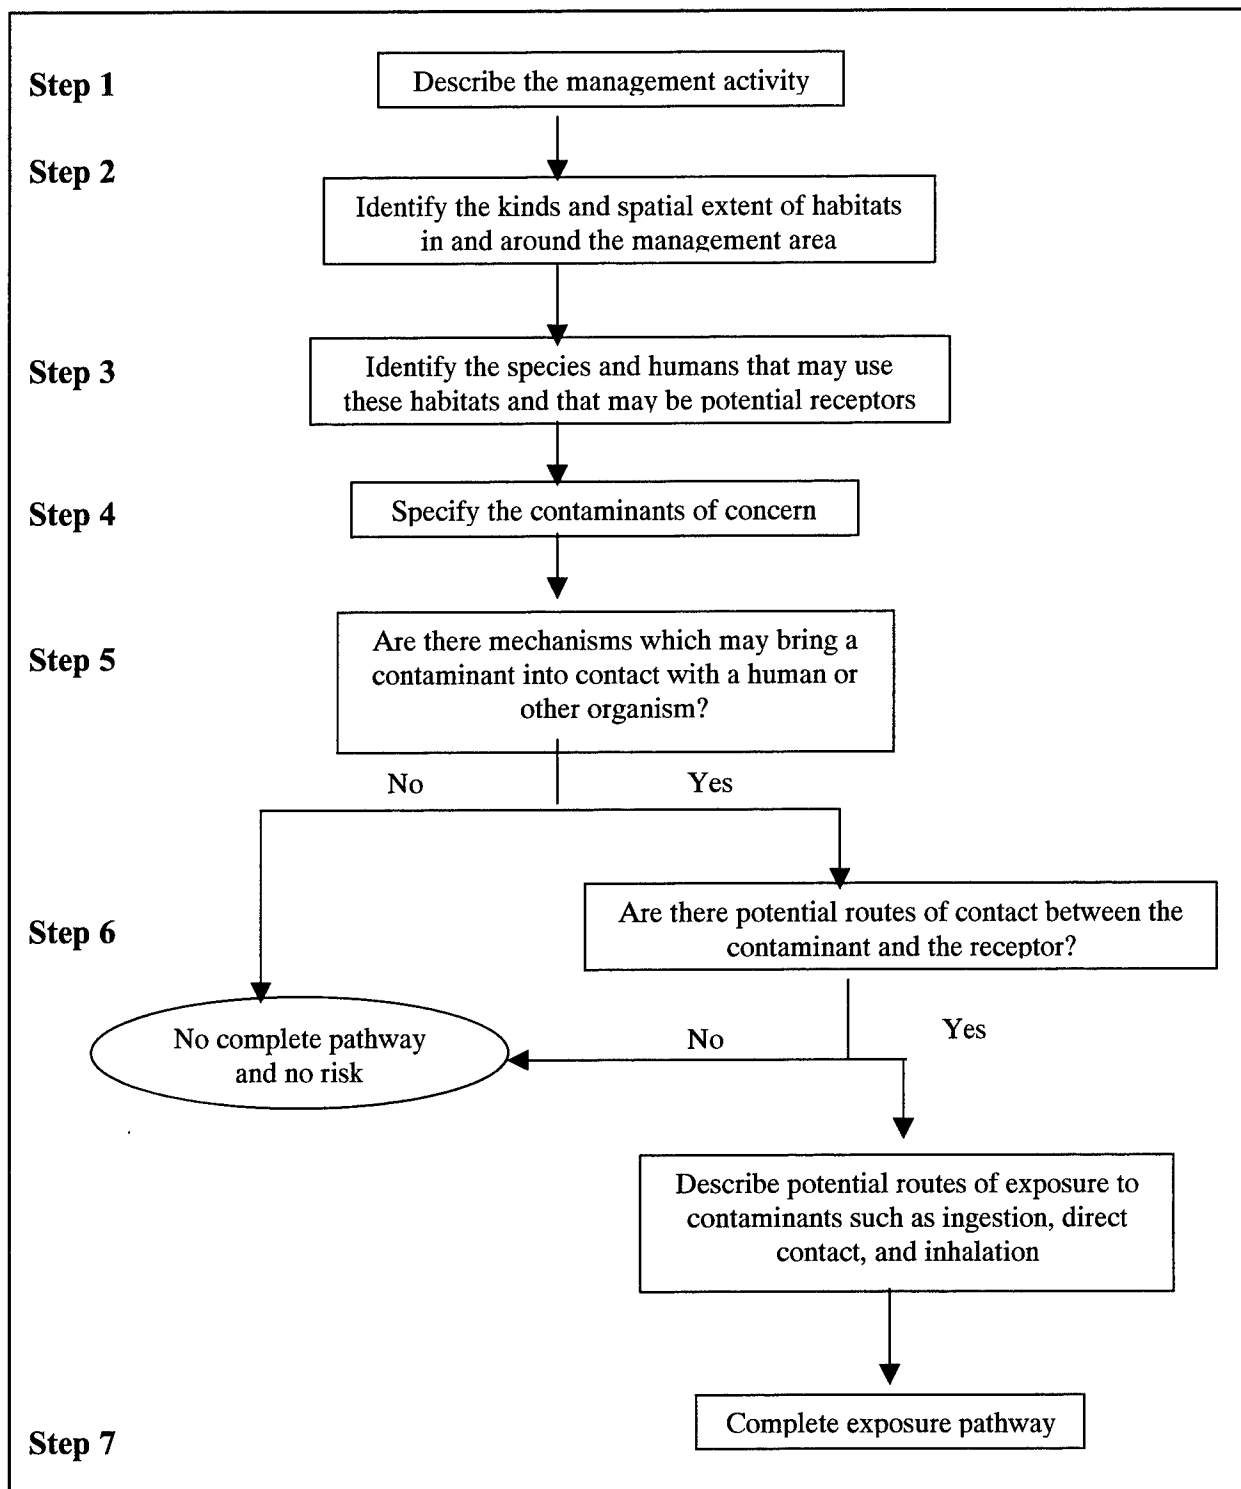 Step 1
Describe the management activity
Step 2
Identify the kinds and spatial extent of habitats
in and around the management area
Step 3
Identify the species and humans that may use
these habitats and that may be potential receptors
Step 4
Specify the contaminants of concern
Step 5
Are there mechanisms which may bring a
contaminant into contact with a human or
other organism?
No
Yes
Step 6
Are there potential routes of contact between the
contaminant and the receptor?
No complete pathway
and no risk
No
Yes
Describe potential routes of exposure to
contaminants such as ingestion, direct
contact, and inhalation
Step 7
Complete exposure pathway